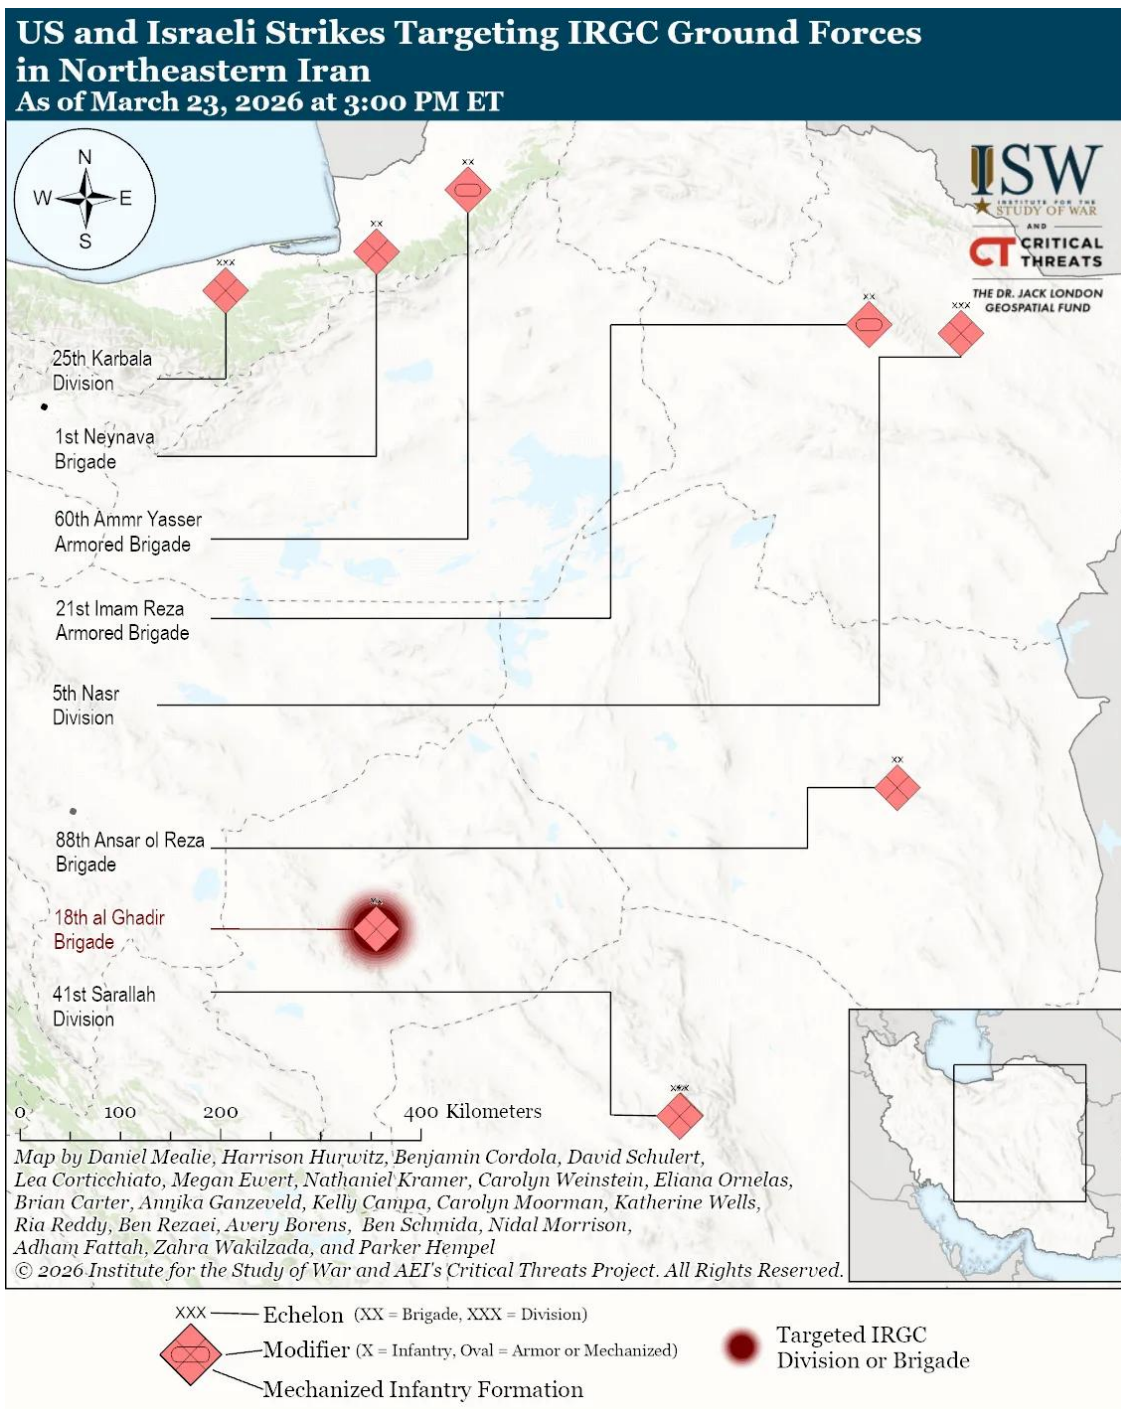 US and Israeli Strikes Targeting IRGC Ground Forces
in Northeastern Iran
As of March 23, 2026 at 3:00 PM ET
N
W
E
S
ISW
INSTITUTE FOR THE
STUDY OF WAR
AND
CT CRITICAL
THREATS
THE DR. JACK LONDON
GEOSPATIAL FUND
XX
XX
XXX
XX
XXX
25th Karbala
Division
1st Neynava
Brigade
60th Ammr Yasser
Armored Brigade
21st Imam Reza
Armored Brigade
5th Nasr
Division
XX
88th Ansar ol Reza
Brigade
18th al Ghadir
Brigade
41st Sarallah
Division
0 100 200 400 Kilometers
Map by Daniel Mealie, Harrison Hurwitz, Benjamin Cordola, David Schulert,
Lea Corticchiato, Megan Ewert, Nathaniel Kramer, Carolyn Weinstein, Eliana Ornelas,
Brian Carter, Annika Ganzeveld, Kelly Campa, Carolyn Moorman, Katherine Wells,
Ria Reddy, Ben Rezaei, Avery Borens, Ben Schmida, Nidal Morrison,
Adham Fattah, Zahra Wakilzada, and Parker Hempel
© 2026 Institute for the Study of War and AEI's Critical Threats Project. All Rights Reserved.
XXX
Echelon (XX = Brigade, XXX = Division)
Modifier (X = Infantry, Oval = Armor or Mechanized)
Mechanized Infantry Formation
Targeted IRGC
Division or Brigade